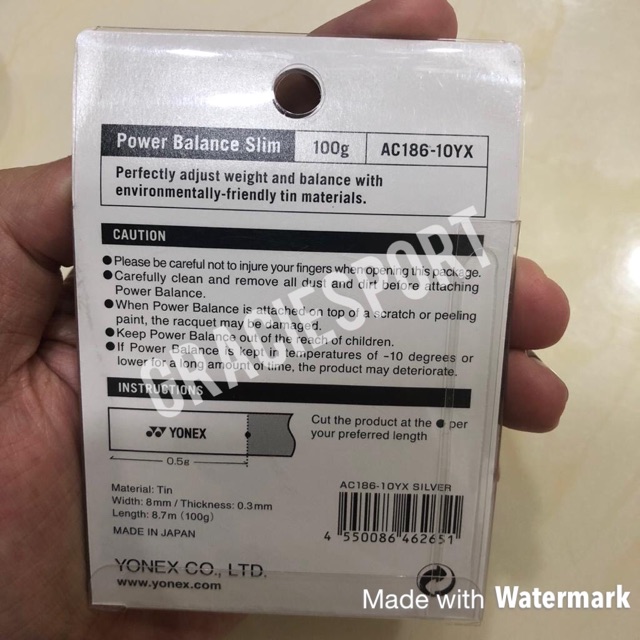 Power Balance Slim 100g AC186-10YX
Perfectly adjust weight and balance with
environmentally-friendly tin materials.
CAUTION
●Please be careful not to injure your fingers when opening this package.
●Carefully clean and remove all dust and dirt before attaching
Power Balance.
●When Power Balance is attached on top of a scratch or peeling
paint, the racquet may be damaged.
●Keep Power Balance out of the reach of children.
●If Power Balance is kept in temperatures of -10 degrees or
lower for a long amount of time, the product may deteriorate.
GRABIESPORT
INSTRUCTIONS
YONEX
0.5g
Cut the product at the ● per
your preferred length
Material: Tin
Width: 8mm / Thickness: 0.3mm
Length: 8.7m (100g)
MADE IN JAPAN
AC186-10YX SILVER
4 550086 462651
YONEX CO., LTD.
www.yonex.com
Made with Watermark